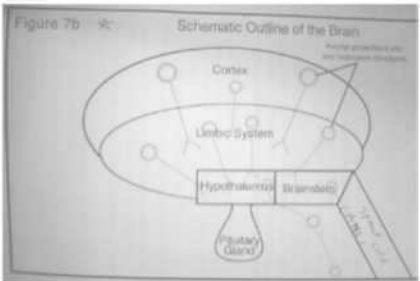 Figure 7b
Schematic Outline of the Brain
Cortex
Limbic System
Hypothalamus
Brainstem
Pituitary
Gland